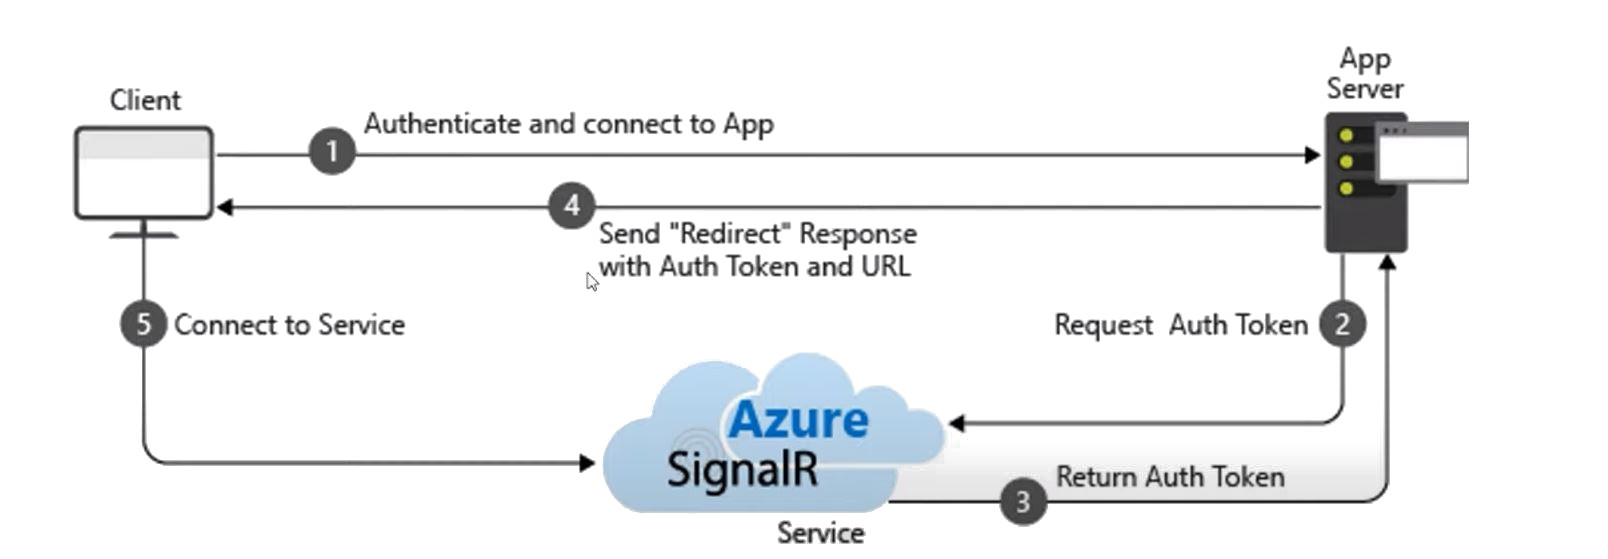 App
Server
Client
Authenticate and connect to App
1
4
Send "Redirect" Response
with Auth Token and URL
5 Connect to Service
Request Auth Token 2
Azure
SignalR
Return Auth Token
3
Service